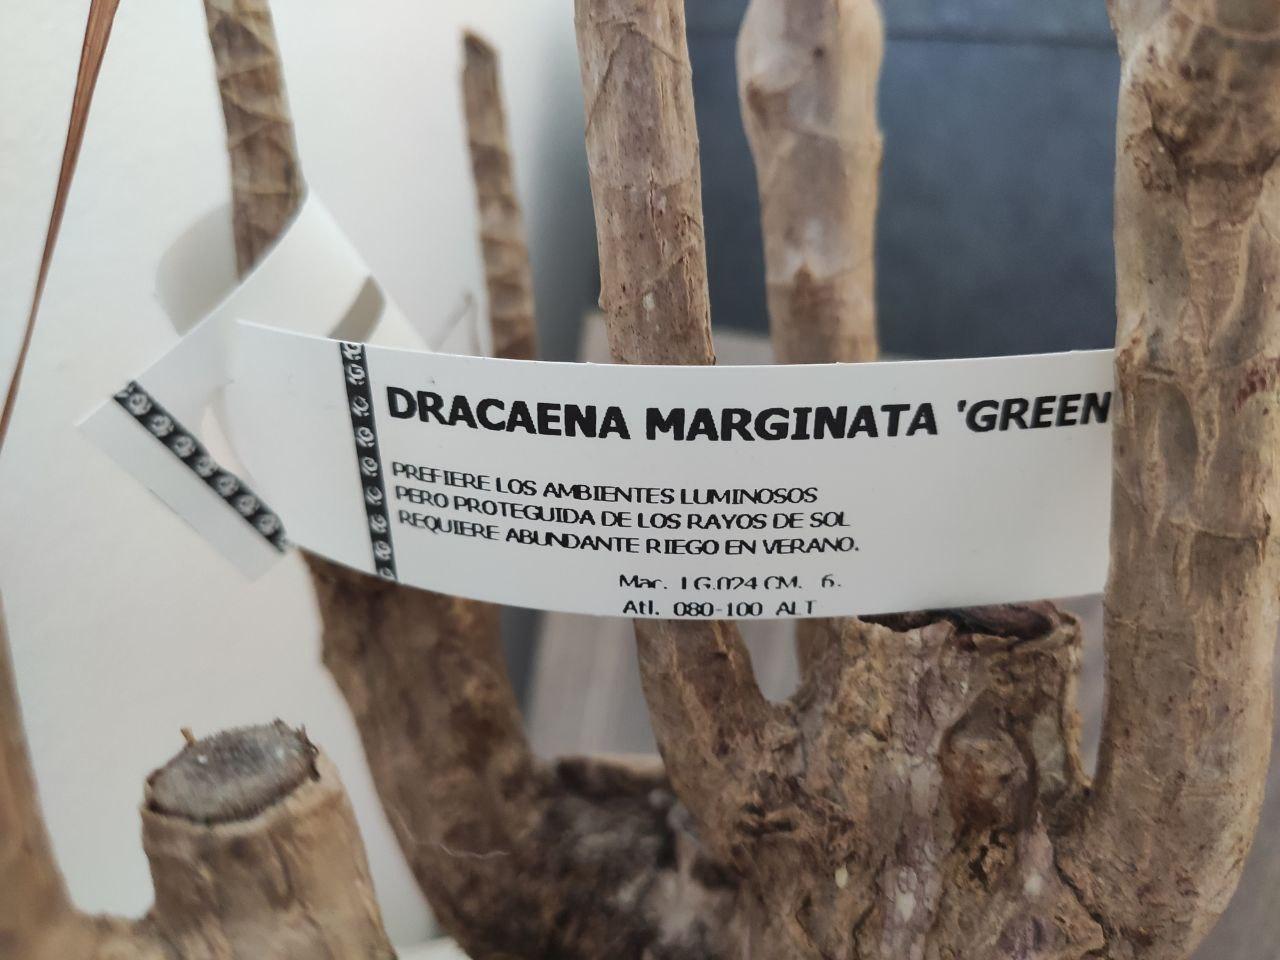 DRACAENA MARGINATA 'GREEN
PREFIERE LOS AMBIENTES LUMINOSOS
PERO PROTEGUIDA DE LOS RAYOS DE SOL
REQUIERE ABUNDANTE RIEGO EN VERANO.
Mac. 1G.024 CM. 6.
Atl. 080-100 ALT